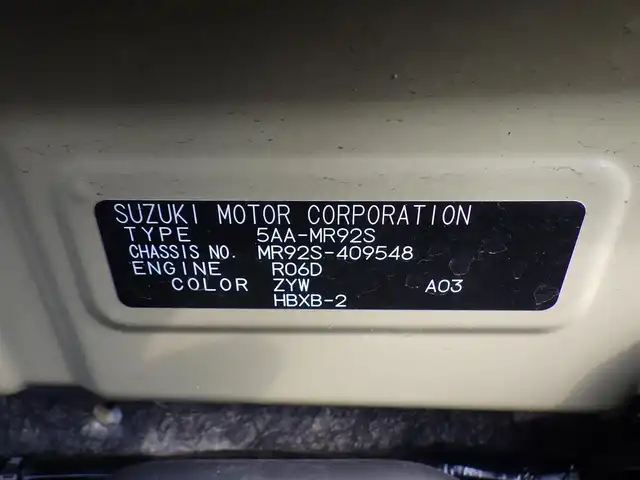 SUZUKI MOTOR CORPORATION
TYPE 5AA-MR92S
CHASSIS NO. MR92S-409548
ENGINE R06D
COLOR ZYW A03
HBXB-2